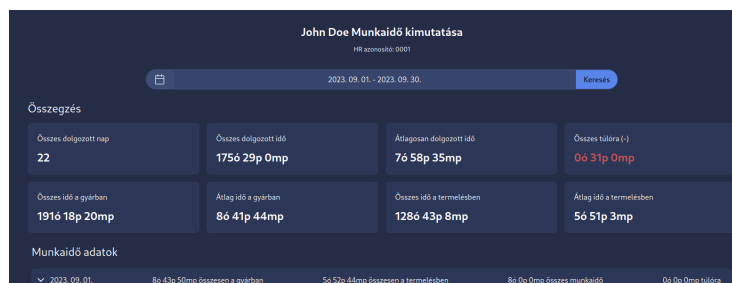 John Doe Munkaidő kimutatása
HR azonosító: 0001
2023. 09. 01. - 2023. 09. 30.
Keresés
Összegzés
Összes dolgozott nap
22
Összes dolgozott idő
175ó 29p 0mp
Átlagosan dolgozott idő
7ó 58p 35mp
Összes túlóra (-)
0ó 31p 0mp
Összes idő a gyárban
191ó 18p 20mp
Átlag idő a gyárban
8ó 41p 44mp
Összes idő a termelésben
128ó 43p 8mp
Átlag idő a termelésben
5ó 51p 3mp
Munkaidő adatok
2023. 09. 01.
8ó 43p 50mp összesen a gyárban
5ó 52p 44mp összesen a termelésben
8ó 0p 0mp összes munkaidő
0ó 0p 0mp túlóra